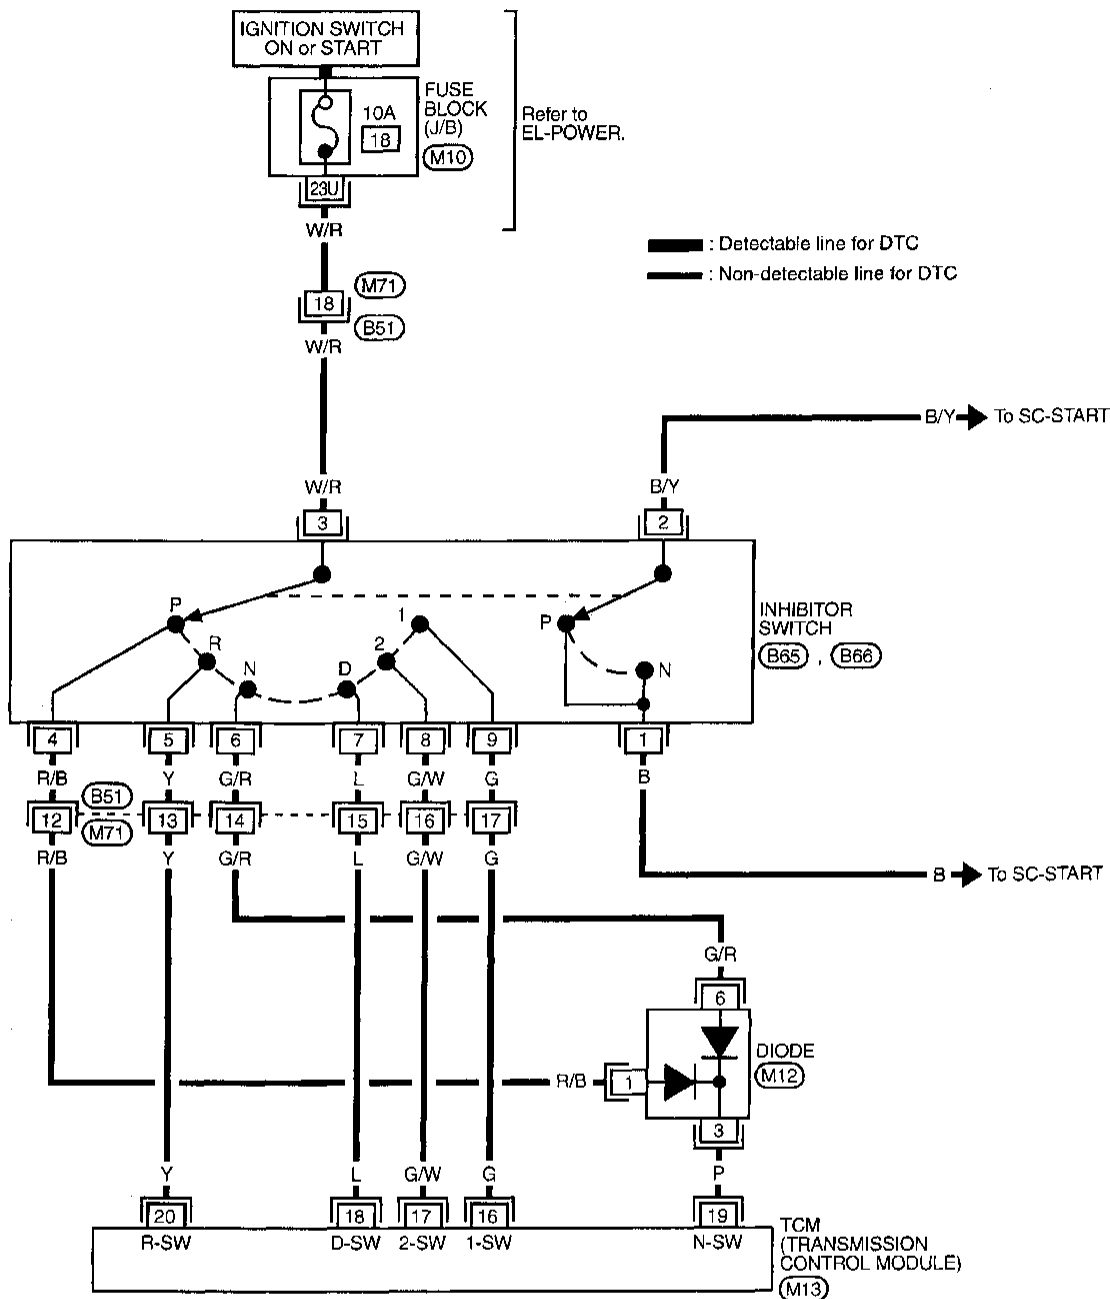 IGNITION SWITCH
ON or START
FUSE
BLOCK
(J/B)
M10
10A
18
23U
Refer to
EL-POWER.
W/R
: Detectable line for DTC
: Non-detectable line for DTC
M71
18
B51
W/R
B/Y
To SC-START
W/R
B/Y
3
2
P
R
N
D
2
1
P
N
INHIBITOR
SWITCH
B65 , B66
4
5
6
7
8
9
1
R/B
Y
G/R
L
G/W
G
B
B51
M71
12
13
14
15
16
17
R/B
Y
G/R
L
G/W
G
B
To SC-START
G/R
6
DIODE
M12
R/B
1
3
P
Y
L
G/W
G
20
18
17
16
19
R-SW
D-SW
2-SW
1-SW
N-SW
TCM
(TRANSMISSION
CONTROL MODULE)
M13